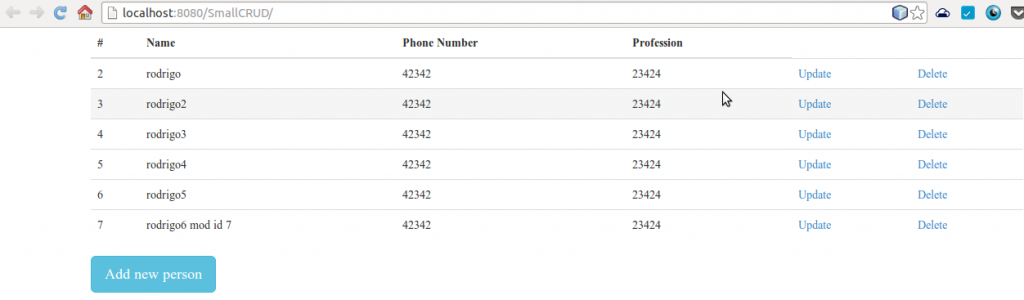 localhost:8080/SmallCRUD/
# Name Phone Number Profession
2 rodrigo 42342 23424 Update Delete
3 rodrigo2 42342 23424 Update Delete
4 rodrigo3 42342 23424 Update Delete
5 rodrigo4 42342 23424 Update Delete
6 rodrigo5 42342 23424 Update Delete
7 rodrigo6 mod id 7 42342 23424 Update Delete
Add new person